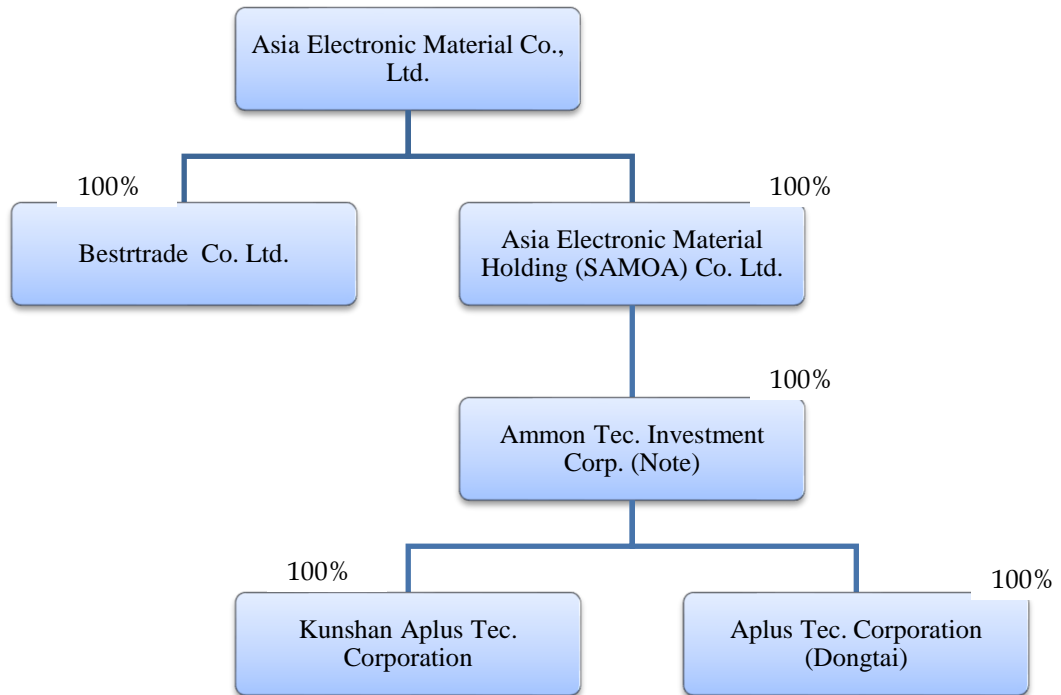 Asia Electronic Material Co.,
Ltd.
100%
100%
Bestrtrade Co. Ltd.
Asia Electronic Material
Holding (SAMOA) Co. Ltd.
100%
Ammon Tec. Investment
Corp. (Note)
100%
100%
Kunshan Aplus Tec.
Corporation
Aplus Tec. Corporation
(Dongtai)